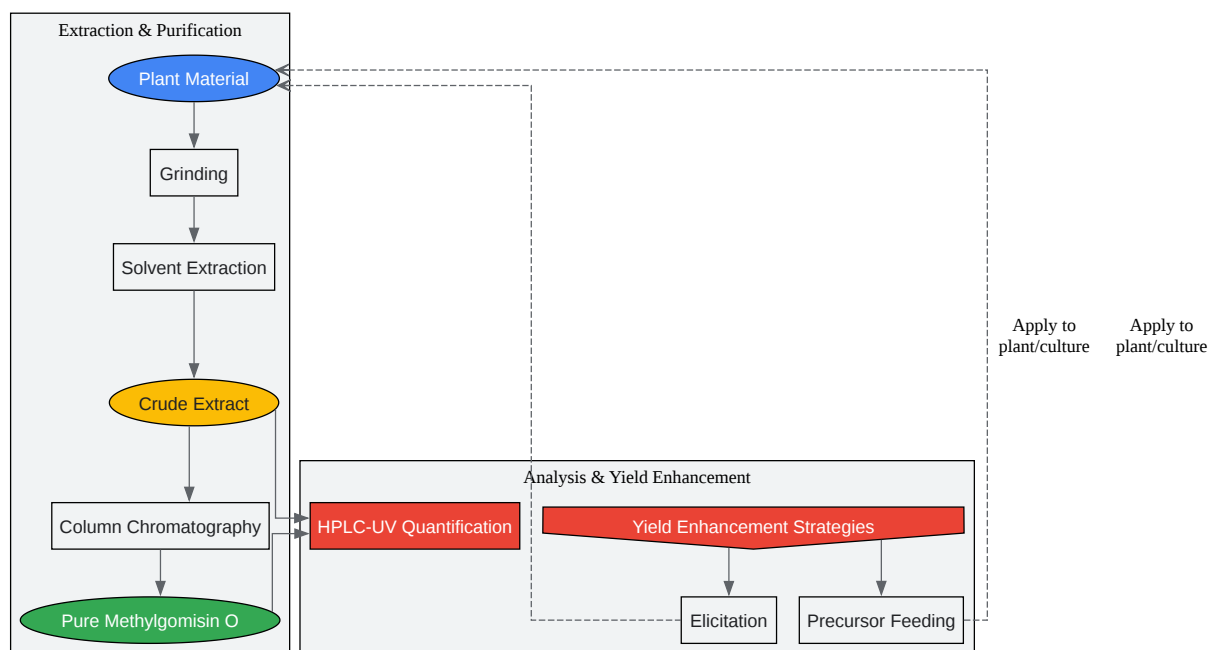 Extraction & Purification
Plant Material
Grinding
Solvent Extraction
Apply to
plant/culture
Apply to
plant/culture
Crude Extract
Analysis & Yield Enhancement
Column Chromatography
HPLC-UV Quantification
Yield Enhancement Strategies
Pure Methylgomisin O
Elicitation
Precursor Feeding